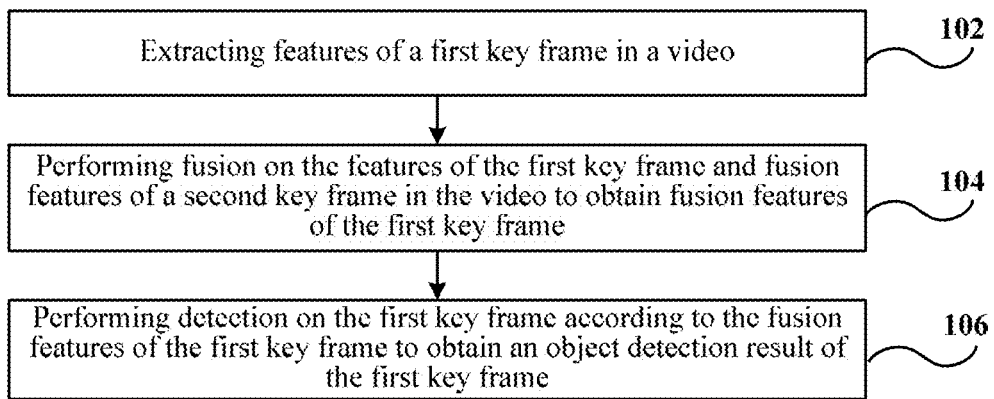 Extracting features of a first key frame in a video
102
Performing fusion on the features of the first key frame and fusion
features of a second key frame in the video to obtain fusion features
of the first key frame
104
Performing detection on the first key frame according to the fusion
features of the first key frame to obtain an object detection result of
the first key frame
106